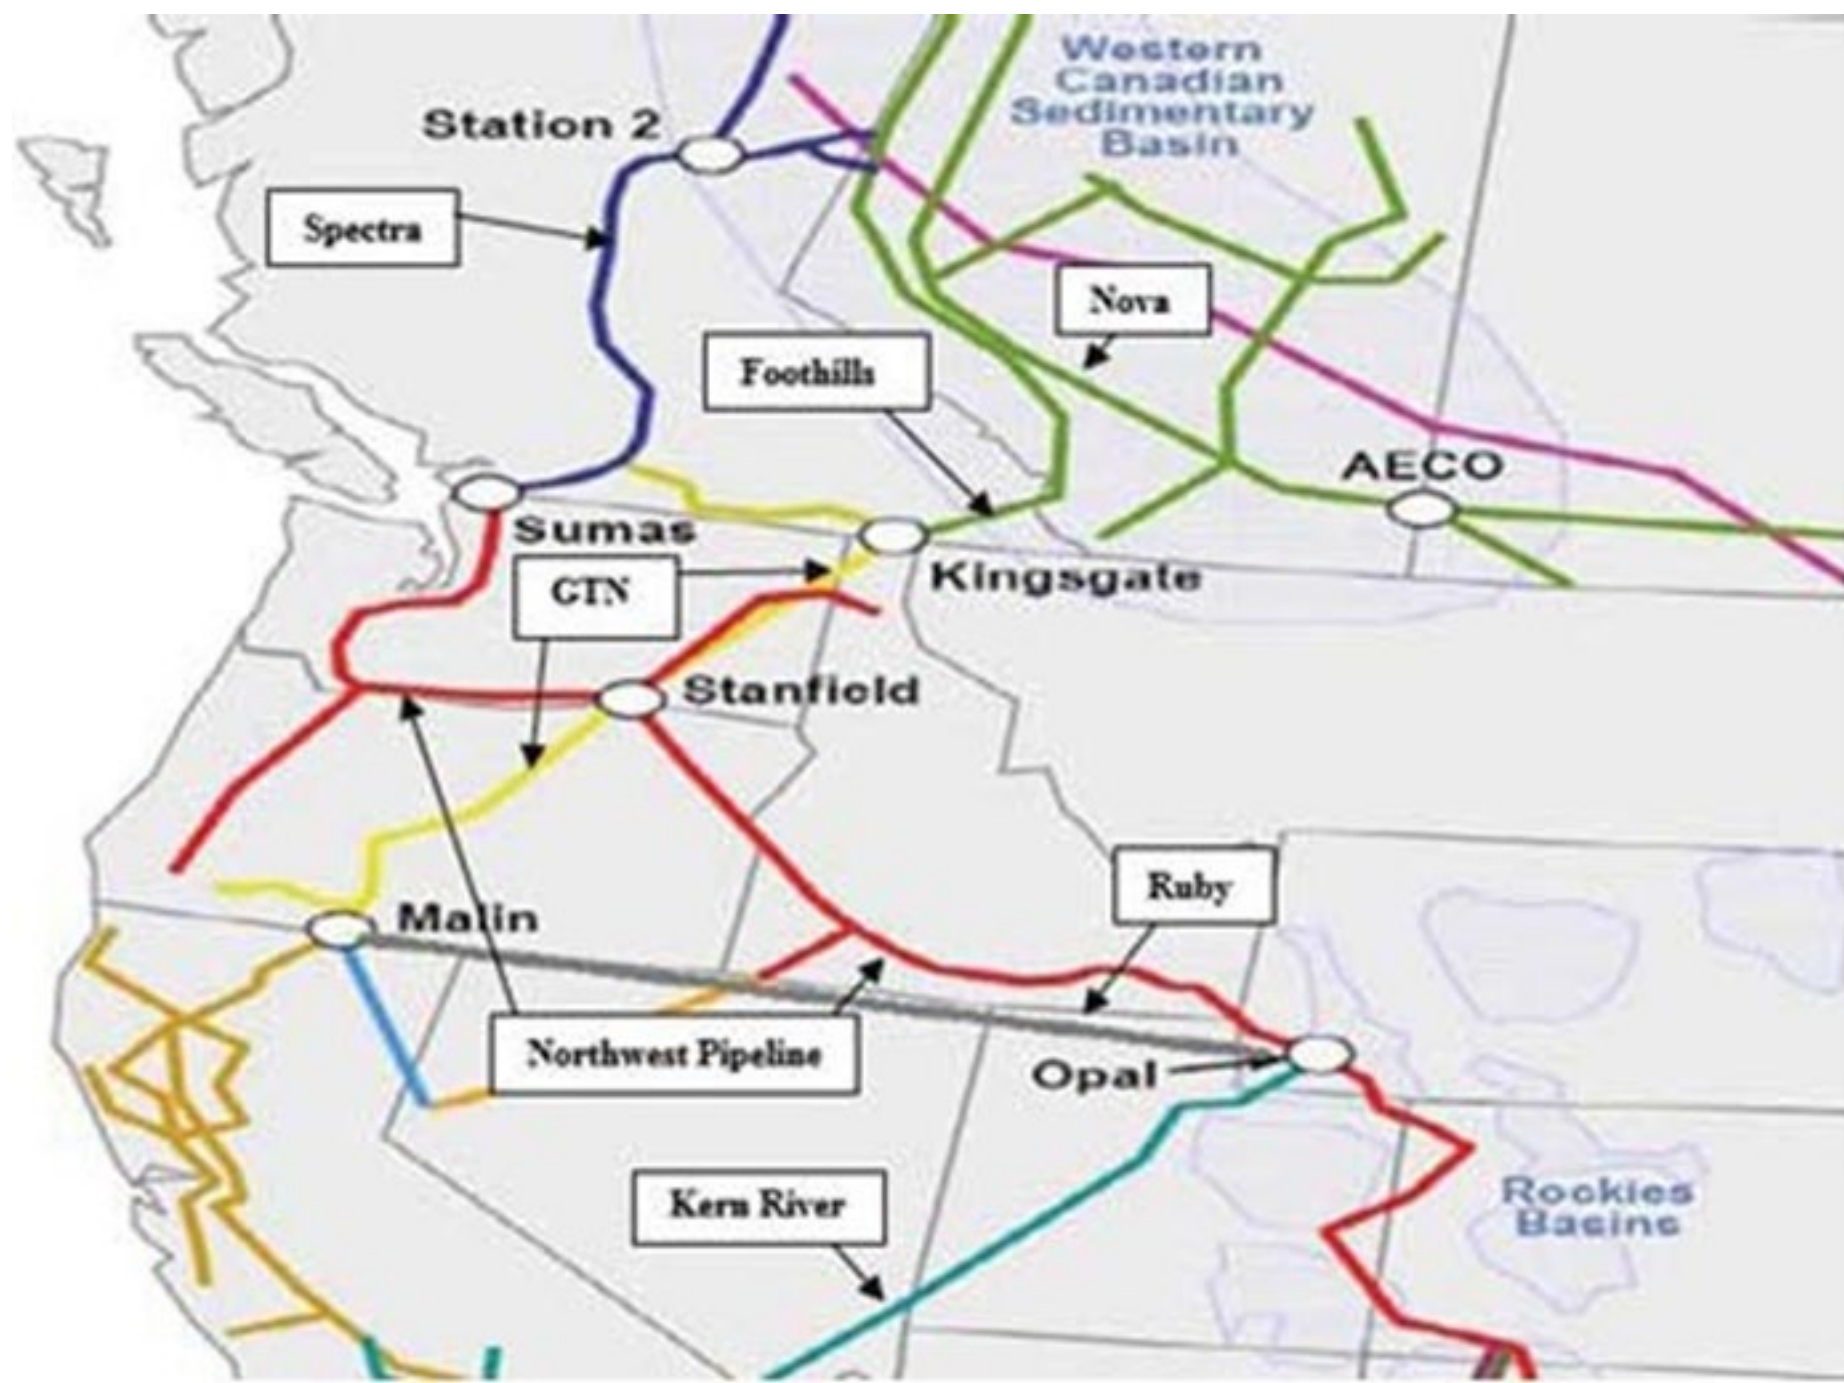 Western
Canadian
Sedimentary
Basin
Station 2
Spectra
Nova
Foothills
AECO
Sumas
GTN
Kingsgate
Stanfield
Ruby
Malin
Northwest Pipeline
Opal
Kern River
Rockies
Basins